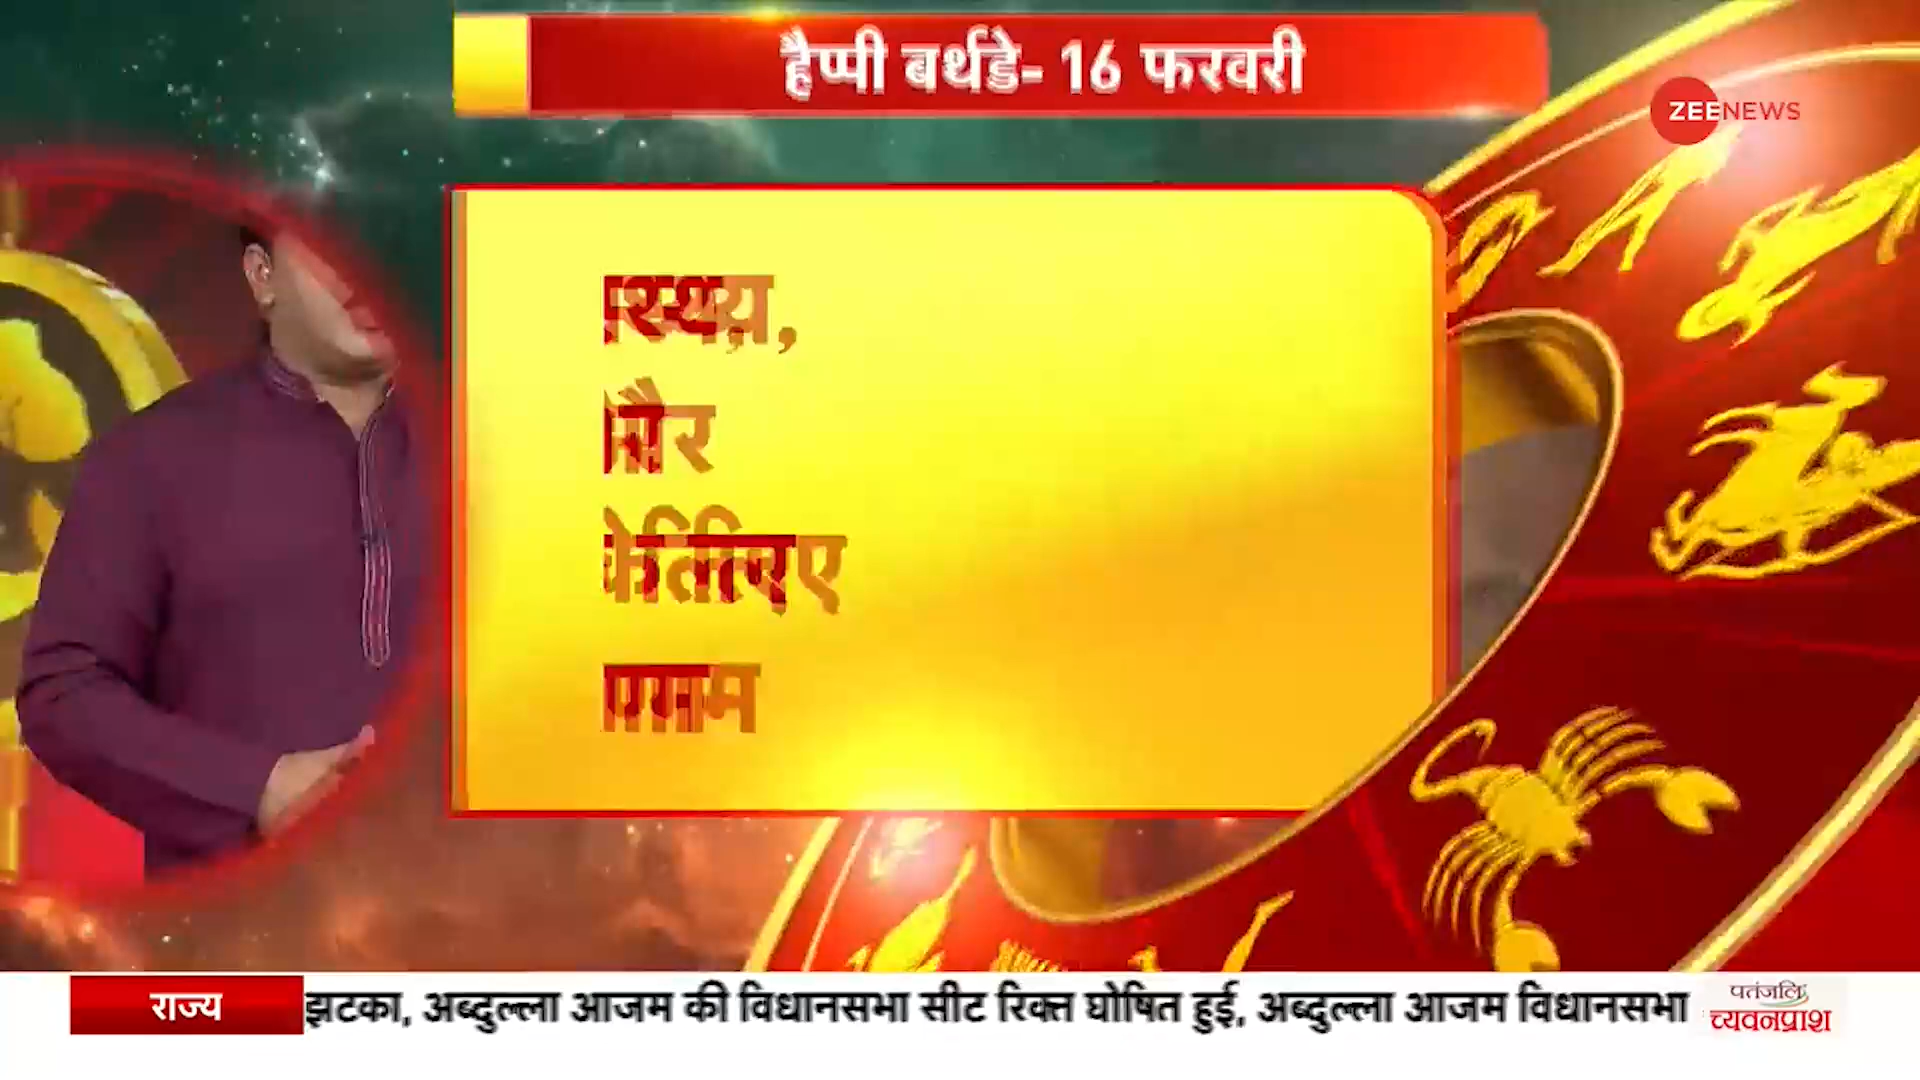 हैप्पी बर्थडे- 16 फरवरी
ZEENEWS
राज्य
झटका, अब्दुल्ला आजम की विधानसभा सीट रिक्त घोषित हुई, अब्दुल्ला आजम विधानसभा
पतंजलि
च्यवनप्राश